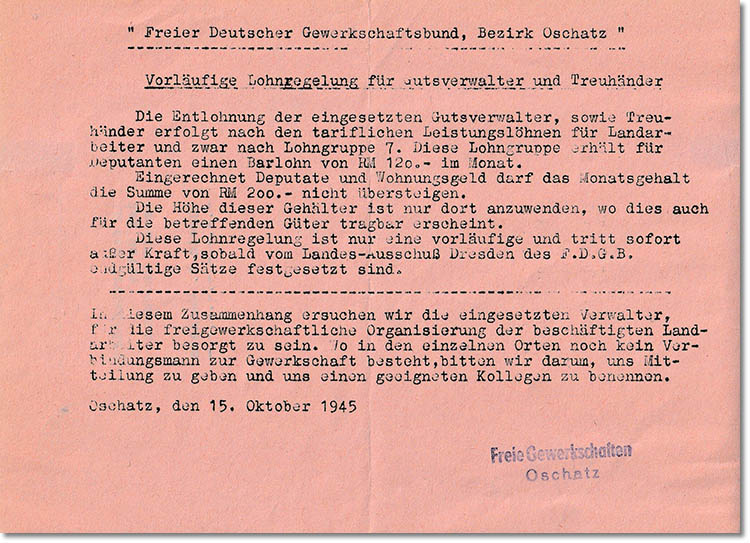 " Freier Deutscher Gewerkschaftsbund, Bezirk Oschatz "
Vorläufige Lohnregelung für Gutsverwalter und Treuhänder
Die Entlohnung der eingesetzten Gutsverwalter, sowie Treu-
händer erfolgt nach den tariflichen Leistungslöhnen für Landar-
beiter und zwar nach Lohngruppe 7. Diese Lohngruppe erhält für
Deputanten einen Barlohn von RM 12o.- im Monat.
Eingerechnet Deputate und Wohnungsgeld darf das Monatsgehalt
die Summe von RM 2oo.- nicht übersteigen.
Die Höhe dieser Gehälter ist nur dort anzuwenden, wo dies auch
für die betreffenden Güter tragbar erscheint.
Diese Lohnregelung ist nur eine vorläufige und tritt sofort
außer Kraft,sobald vom Landes-Ausschuß Dresden des F.D.G.B.
endgültige Sätze festgesetzt sind.
In diesem Zusammenhang ersuchen wir die eingesetzten Verwalter,
für die freigewerkschaftliche Organisierung der beschäftigten Land-
arbeiter besorgt zu sein. Wo in den einzelnen Orten noch kein Ver-
bindungsmann zur Gewerkschaft besteht,bitten wir darum, uns Mit-
teilung zu geben und uns einen geeigneten Kollegen zu benennen.
Oschatz, den 15. Oktober 1945
Freie Gewerkschaften
Oschatz